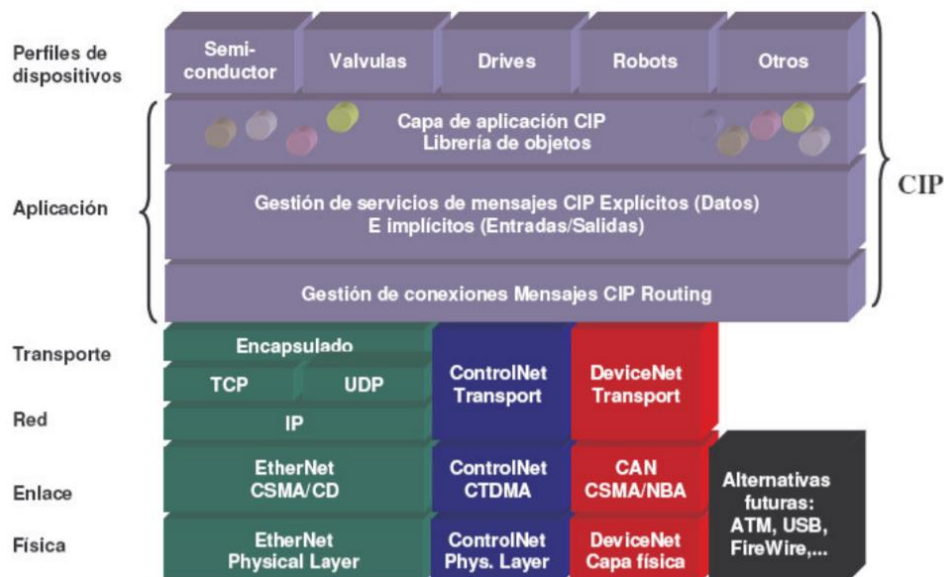 Perfiles de
dispositivos
Semi-
conductor
Valvulas
Drives
Robots
Otros
CIP
Aplicación
Capa de aplicación CIP
Librería de objetos
Gestión de servicios de mensajes CIP Explícitos (Datos)
E implícitos (Entradas/Salidas)
Gestión de conexiones Mensajes CIP Routing
Transporte
Encapsulado
TCP
UDP
ControlNet
Transport
DeviceNet
Transport
Red
IP
Enlace
EtherNet
CSMA/CD
ControlNet
CTDMA
CAN
CSMA/NBA
Alternativas
futuras:
ATM, USB,
FireWire,...
Física
EtherNet
Physical Layer
ControlNet
Phys. Layer
DeviceNet
Capa física